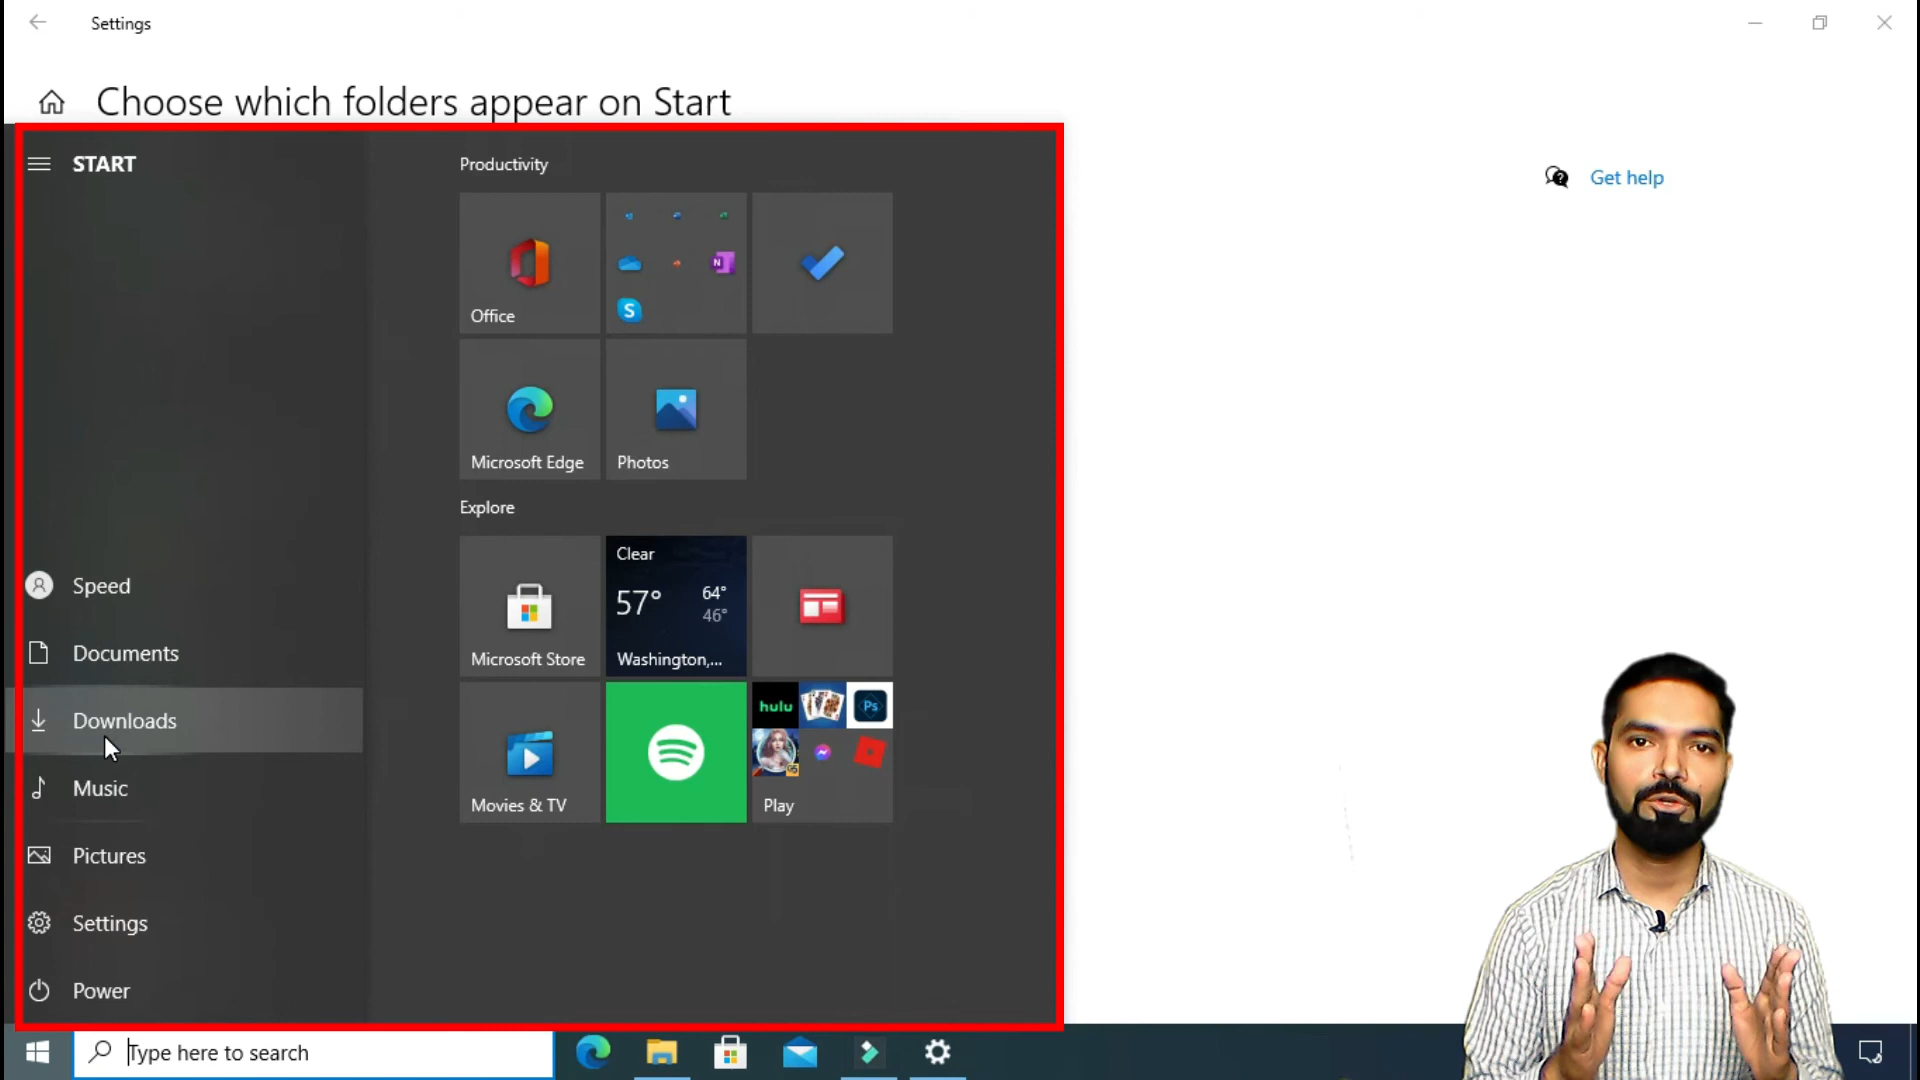 Settings
Choose which folders appear on Start
START
Productivity
Get help
Office
N
S
Microsoft Edge
Photos
Explore
Clear
57°
64°
46°
Microsoft Store
Washington,...
hulu
Ps
Movies & TV
Play
Speed
Documents
Downloads
Music
Pictures
Settings
Power
Type here to search